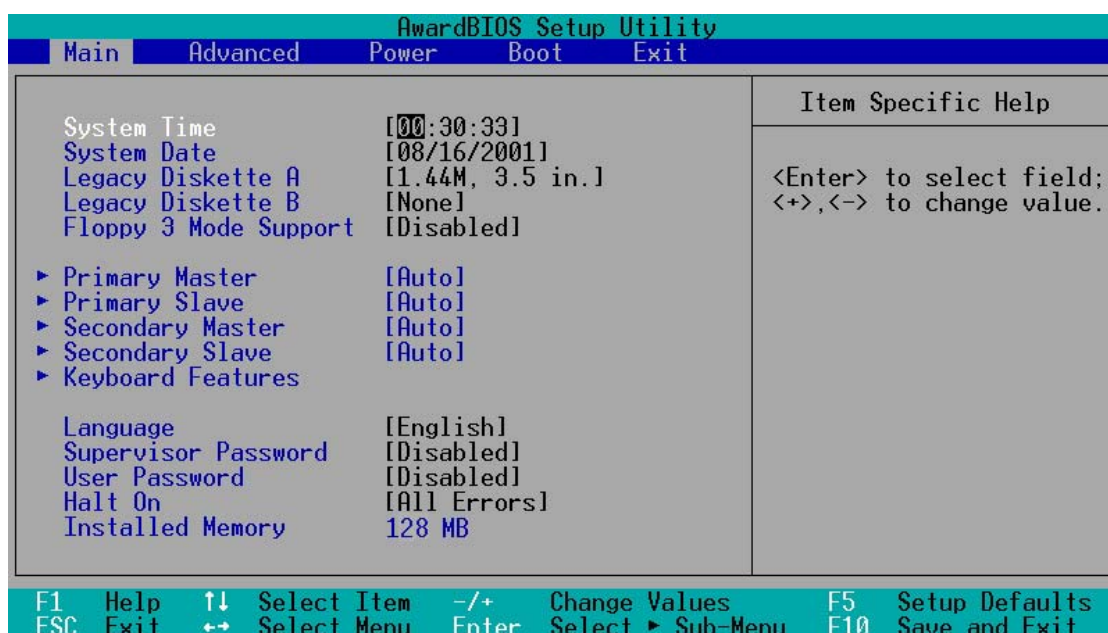 AwardBIOS Setup Utility
Main Advanced Power Boot Exit
System Time [00:30:33]
System Date [08/16/2001]
Legacy Diskette A [1.44M, 3.5 in.]
Legacy Diskette B [None]
Floppy 3 Mode Support [Disabled]
▶ Primary Master [Auto]
▶ Primary Slave [Auto]
▶ Secondary Master [Auto]
▶ Secondary Slave [Auto]
▶ Keyboard Features
Language [English]
Supervisor Password [Disabled]
User Password [Disabled]
Halt On [All Errors]
Installed Memory 128 MB
Item Specific Help
<Enter> to select field;
<+>,<-> to change value.
F1 Help ↑↓ Select Item -/+ Change Values F5 Setup Defaults
ESC Exit ←→ Select Menu Enter Select ▶ Sub-Menu F10 Save and Exit